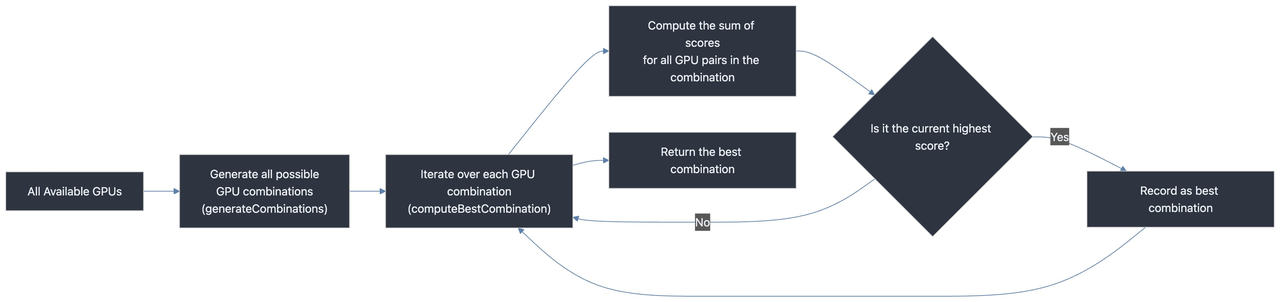 All Available GPUs
Generate all possible
GPU combinations
(generateCombinations)
Iterate over each GPU
combination
(computeBestCombination)
Compute the sum of
scores
for all GPU pairs in the
combination
Return the best
combination
Is it the current highest
score?
No
Yes
Record as best
combination